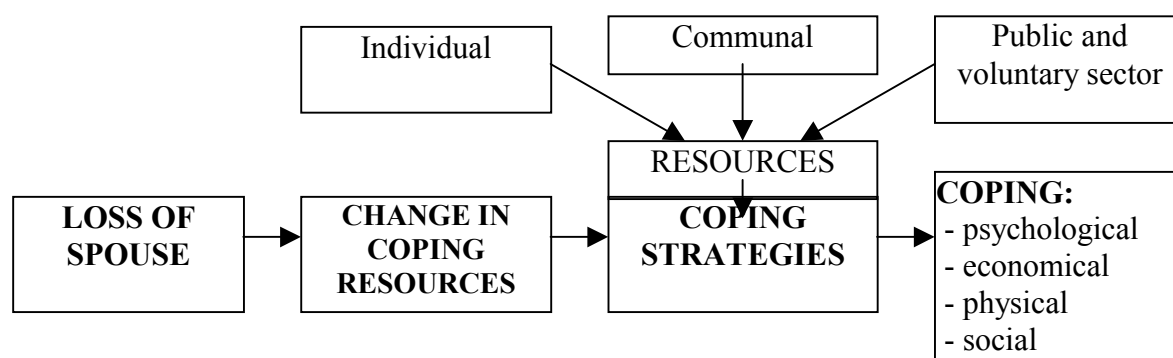 Individual
Communal
Public and
voluntary sector
RESOURCES
LOSS OF
SPOUSE
CHANGE IN
COPING
RESOURCES
COPING
STRATEGIES
COPING:
- psychological
- economical
- physical
- social